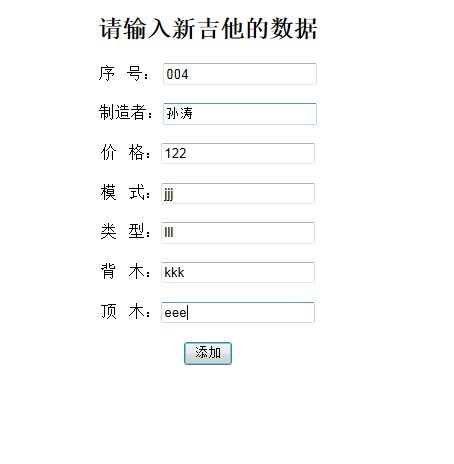 请输入新吉他的数据
序 号： 004
制造者： 孙涛
价 格： 122
模 式： jjj
类 型： lll
背 木： kkk
顶 木： eee
添加